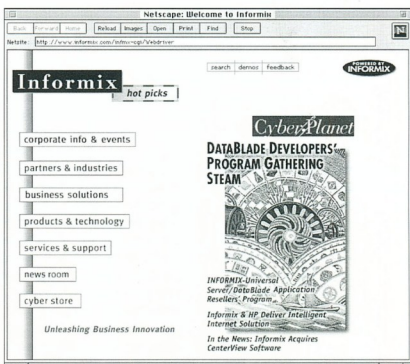 Netscape: Welcome to Informix
Back Forward Home Reload Images Open Print Find Stop
N
Netsite: http://www.informix.com/infmx-cgi/Webdriver
search demos feedback
POWERED BY
INFORMIX
Informix
hot picks
corporate info & events
partners & industries
business solutions
products & technology
services & support
news room
cyber store
Unleashing Business Innovation
CyberPlanet
DATABLADE DEVELOPERS'
PROGRAM GATHERING
STEAM
INFORMIX-Universal
Server/DataBlade Application
Resellers' Program
Informix & HP Deliver Intelligent
Internet Solution
In the News: Informix Acquires
CenterView Software